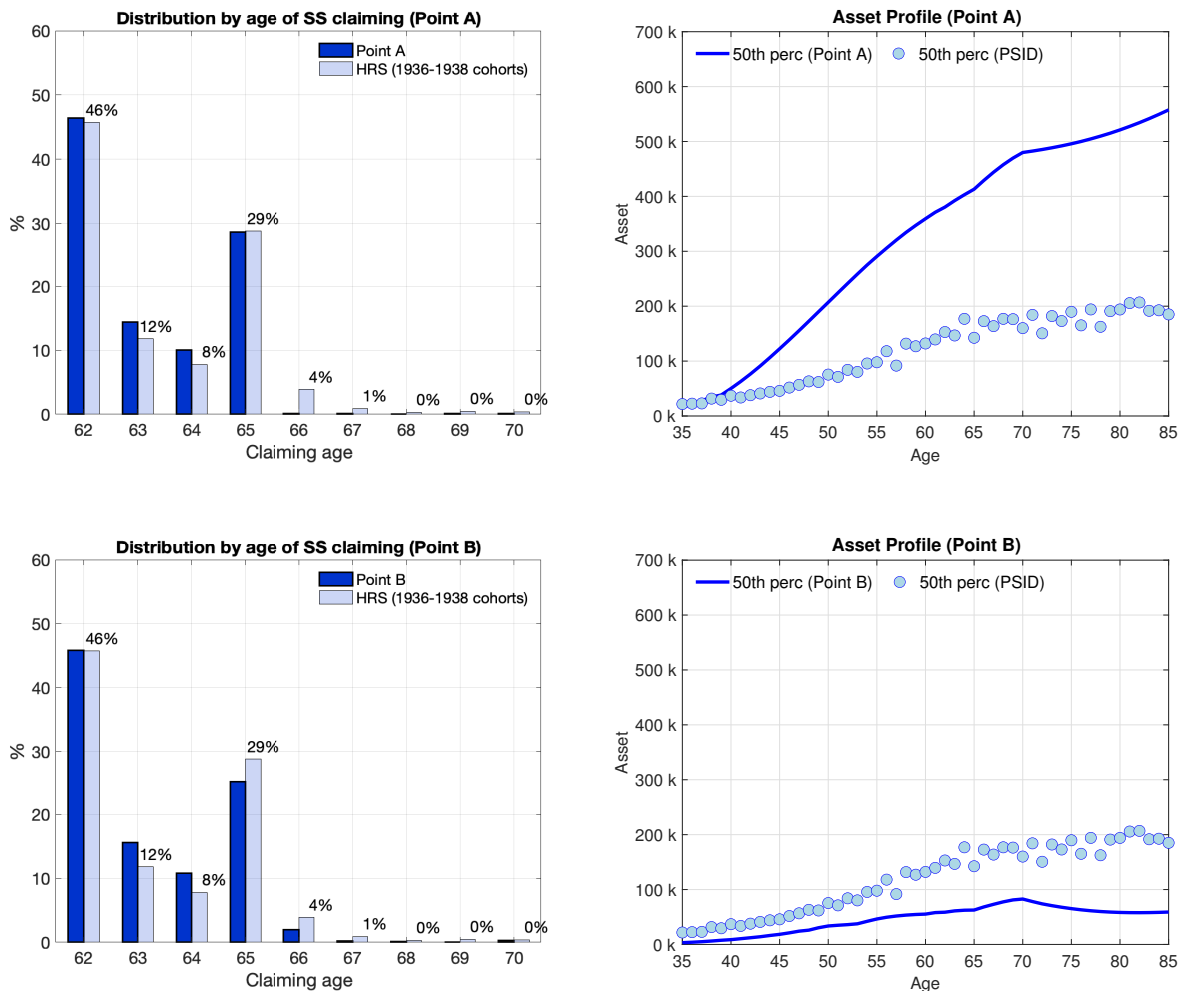 Distribution by age of SS claiming (Point A)
60
50
40
30
20
10
0
%
Point A
HRS (1936-1938 cohorts)
46%
12%
8%
29%
4%
1%
0%
0%
0%
62 63 64 65 66 67 68 69 70
Claiming age
Asset Profile (Point A)
700 k
600 k
500 k
400 k
300 k
200 k
100 k
0 k
Asset
50th perc (Point A)
50th perc (PSID)
35 40 45 50 55 60 65 70 75 80 85
Age
Distribution by age of SS claiming (Point B)
60
50
40
30
20
10
0
%
Point B
HRS (1936-1938 cohorts)
46%
12%
8%
29%
4%
1%
0%
0%
0%
62 63 64 65 66 67 68 69 70
Claiming age
Asset Profile (Point B)
700 k
600 k
500 k
400 k
300 k
200 k
100 k
0 k
Asset
50th perc (Point B)
50th perc (PSID)
35 40 45 50 55 60 65 70 75 80 85
Age